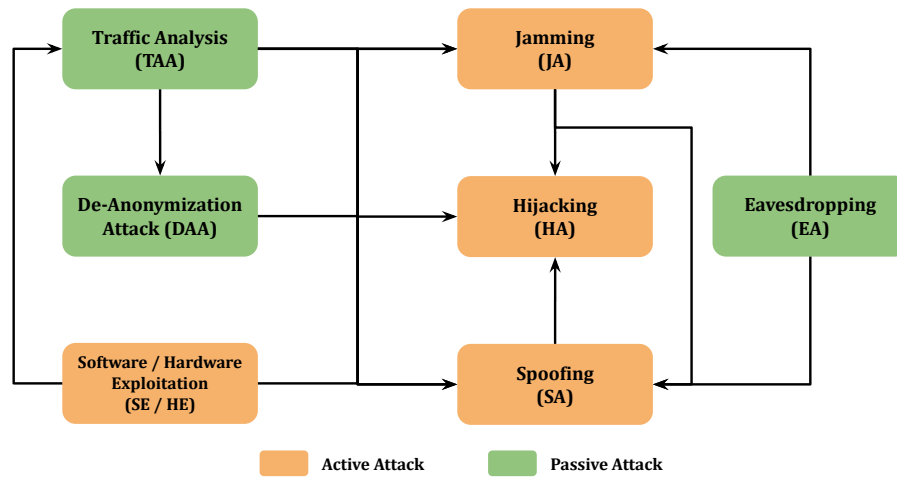 Traffic Analysis
(TAA)
Jamming
(JA)
De-Anonymization
Attack (DAA)
Hijacking
(HA)
Eavesdropping
(EA)
Software / Hardware
Exploitation
(SE / HE)
Spoofing
(SA)
Active Attack
Passive Attack